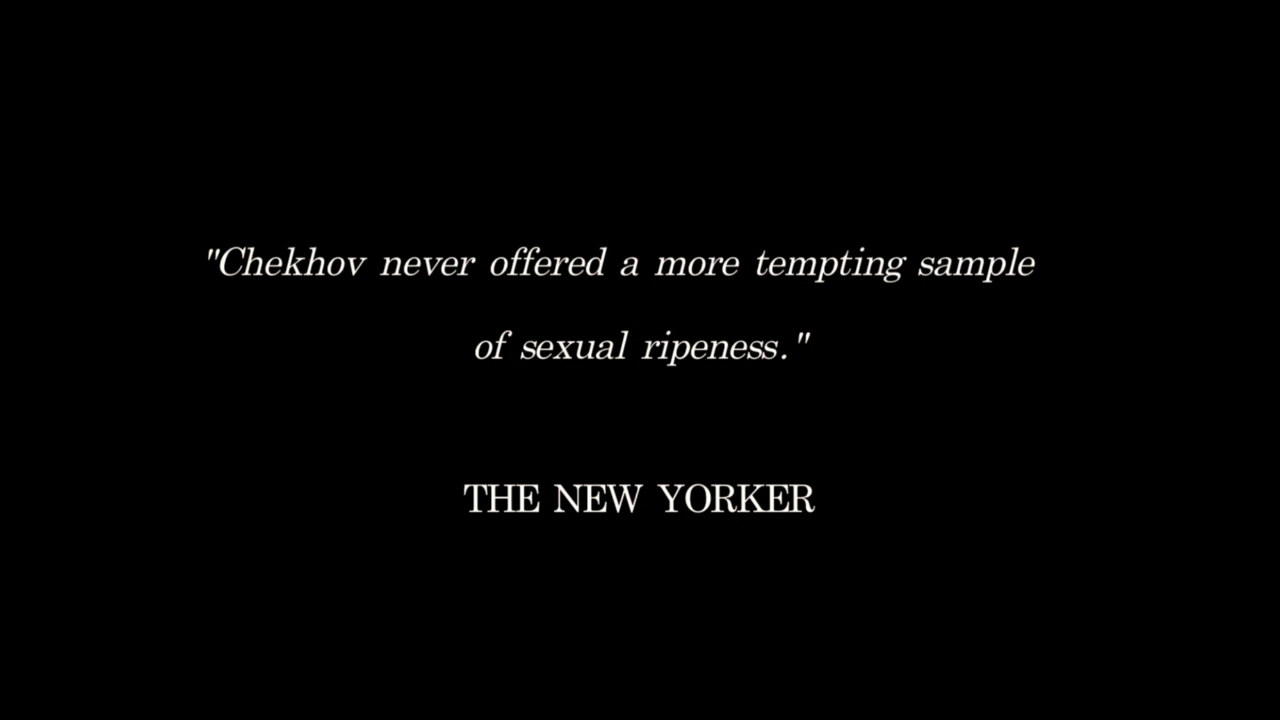 "Chekhov never offered a more tempting sample
of sexual ripeness."
THE NEW YORKER